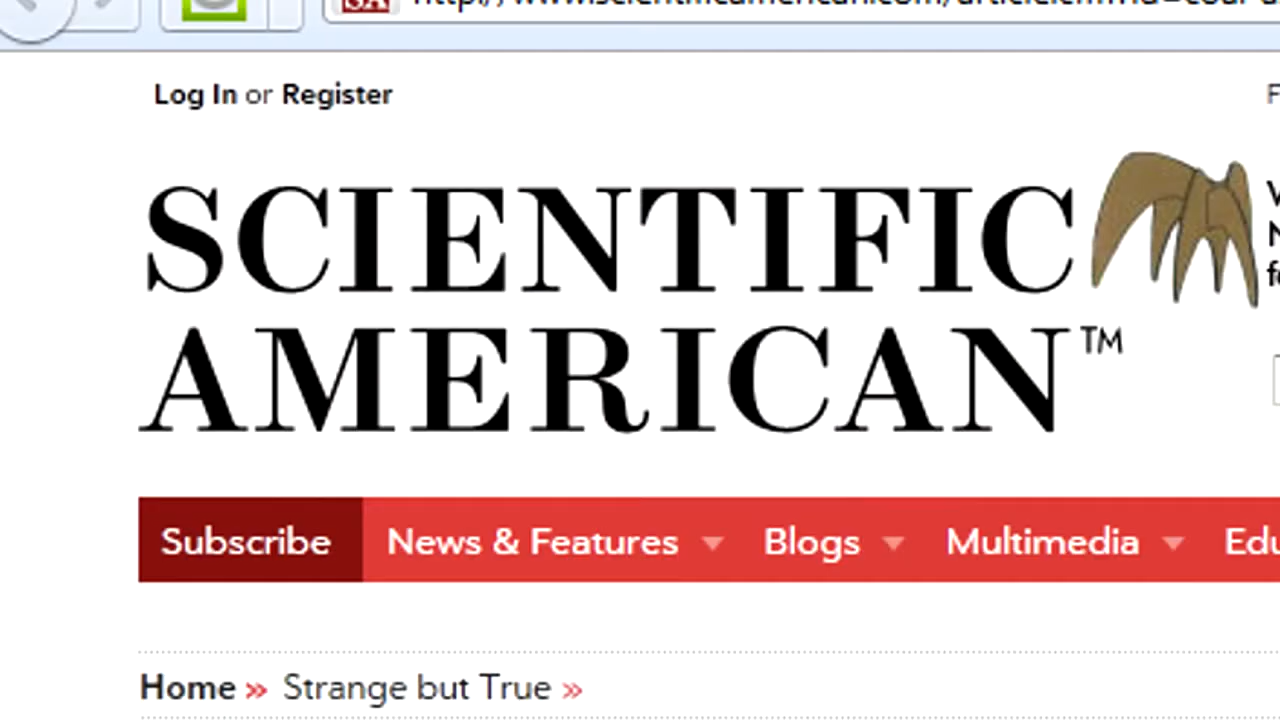 Log In or Register
SCIENTIFIC
AMERICAN™
Subscribe News & Features Blogs Multimedia
Home » Strange but True »